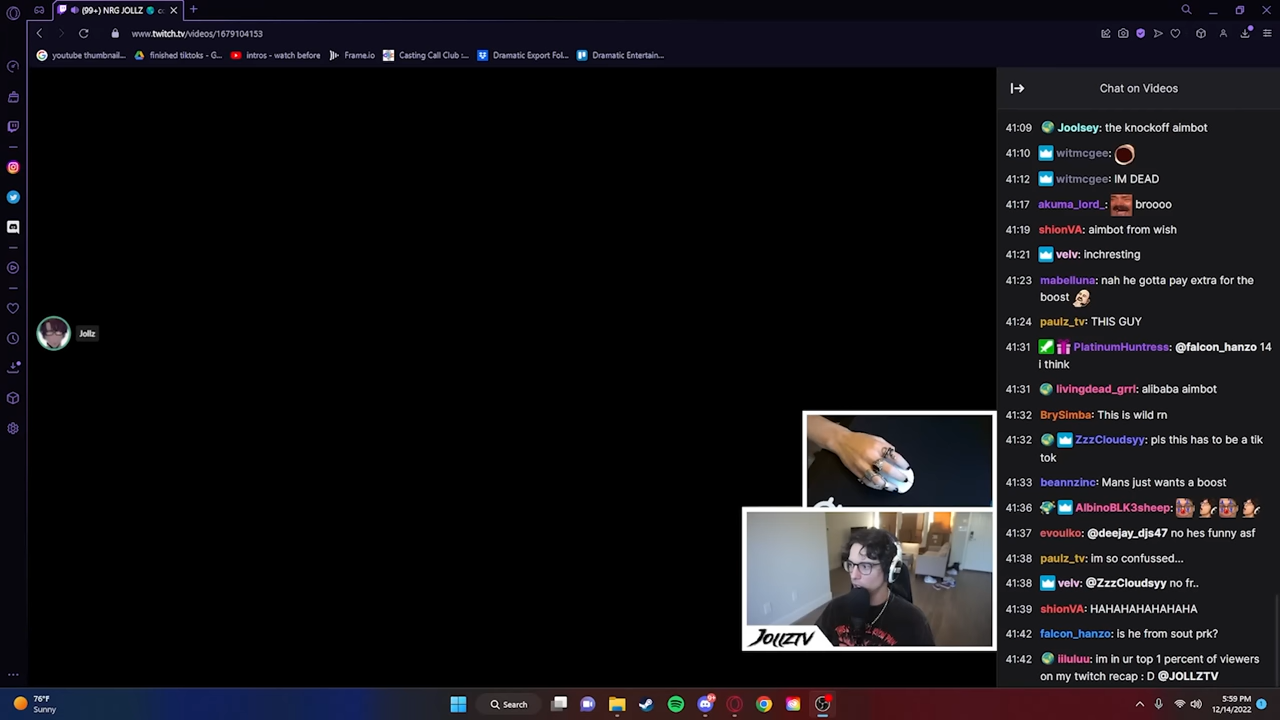 (99+) NRG JOLLZ
www.twitch.tv/videos/1679104153
youtube thumbnail...
finished tiktoks - G...
intros - watch before
Frame.io
Casting Call Club :...
Dramatic Export Fol...
Dramatic Entertain...
Chat on Videos
41:09 Joolsey: the knockoff aimbot
41:10 witmcgee:
41:12 witmcgee: IM DEAD
41:17 akuma_lord_: broooo
41:19 shionVA: aimbot from wish
41:21 velv: inchresting
41:23 mabelluna: nah he gotta pay extra for the
boost
41:24 paulz_tv: THIS GUY
41:31 PlatinumHuntress: @falcon_hanzo 14
i think
41:31 livingdead_grrl: alibaba aimbot
41:32 BrySimba: This is wild rn
41:32 ZzzCloudsyy: pls this has to be a tik
tok
41:33 beannzinc: Mans just wants a boost
41:36 AlbinoBLK3sheep:
41:37 evoulko: @deejay_djs47 no hes funny asf
41:38 paulz_tv: im so confussed...
41:38 velv: @ZzzCloudsyy no fr..
41:39 shionVA: HAHAHAHAHAHAHA
41:42 falcon_hanzo: is he from sout prk?
41:42 iiluluu: im in ur top 1 percent of viewers
on my twitch recap : D @JOLLZTV
Jollz
JOLLZTV
76°F
Sunny
Search
5:59 PM
12/14/2022